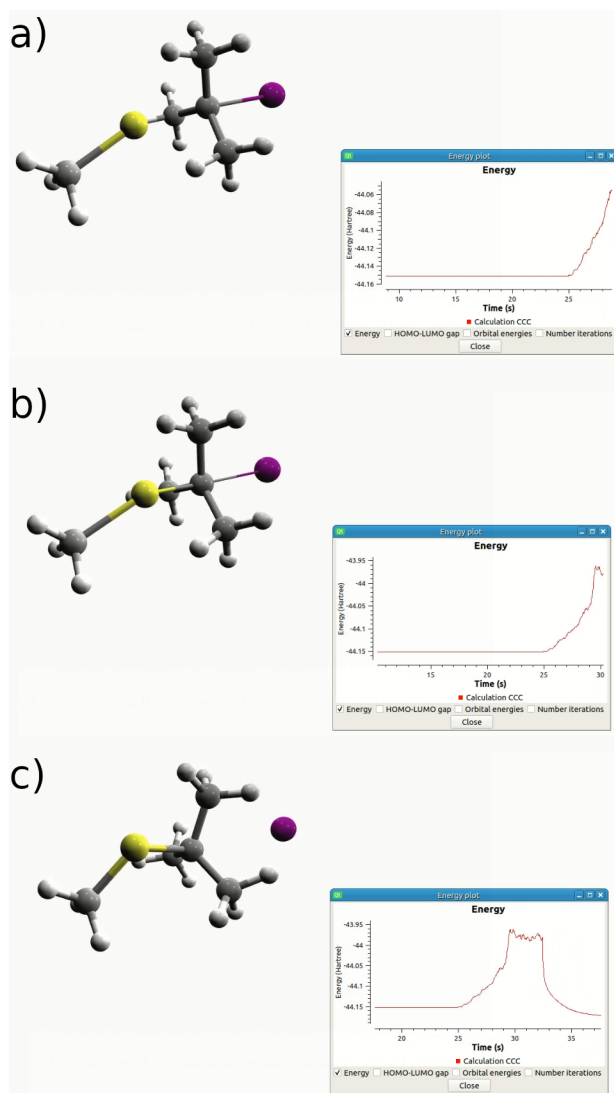 a)
Energy plot
Energy
-44.06
-44.08
-44.1
-44.12
-44.14
-44.16
Energy (Hartree)
10 15 20 25
Time (s)
Calculation CCC
Energy HOMO-LUMO gap Orbital energies Number iterations
Close
b)
Energy plot
Energy
-43.95
-44
-44.05
-44.1
-44.15
Energy (Hartree)
15 20 25 30
Time (s)
Calculation CCC
Energy HOMO-LUMO gap Orbital energies Number iterations
Close
c)
Energy plot
Energy
-43.95
-44
-44.05
-44.1
-44.15
Energy (Hartree)
20 25 30 35
Time (s)
Calculation CCC
Energy HOMO-LUMO gap Orbital energies Number iterations
Close